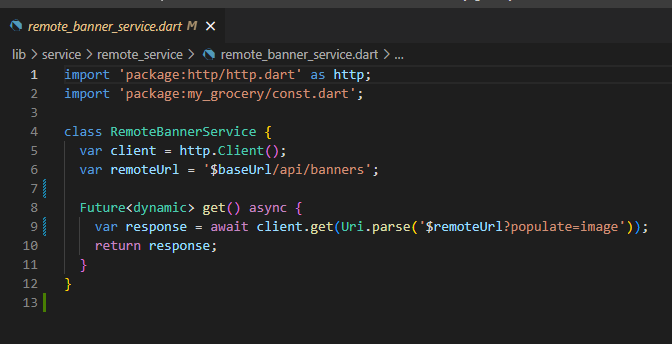 remote_banner_service.dart M ×
lib > service > remote_service > remote_banner_service.dart > ...
1 import 'package:http/http.dart' as http;
2 import 'package:my_grocery/const.dart';
3
4 class RemoteBannerService {
5 var client = http.Client();
6 var remoteUrl = '$baseUrl/api/banners';
7
8 Future<dynamic> get() async {
9 var response = await client.get(Uri.parse('$remoteUrl?populate=image'));
10 return response;
11 }
12 }
13